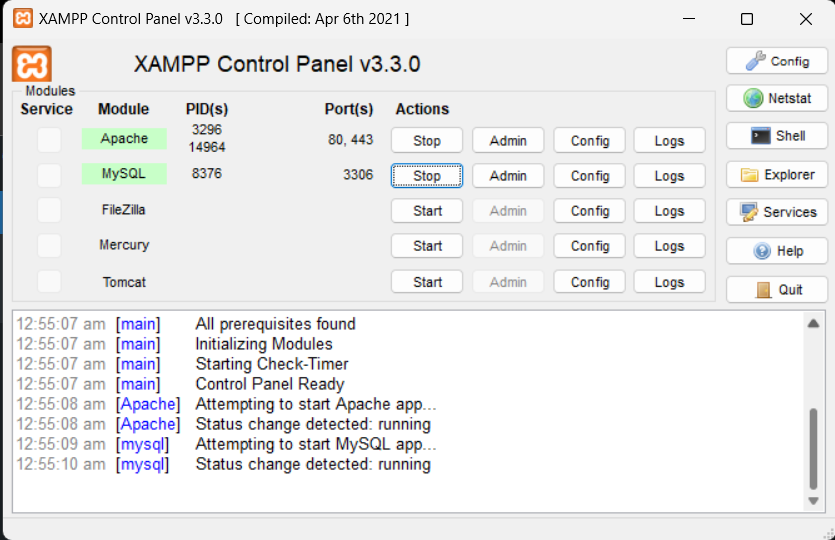 XAMPP Control Panel v3.3.0 [ Compiled: Apr 6th 2021 ]
XAMPP Control Panel v3.3.0
Config
Modules
Service Module PID(s) Port(s) Actions
Netstat
Apache 3296 14964 80, 443 Stop Admin Config Logs
Shell
MySQL 8376 3306 Stop Admin Config Logs
Explorer
FileZilla Start Admin Config Logs
Services
Mercury Start Admin Config Logs
Help
Tomcat Start Admin Config Logs
Quit
12:55:07 am [main] All prerequisites found
12:55:07 am [main] Initializing Modules
12:55:07 am [main] Starting Check-Timer
12:55:07 am [main] Control Panel Ready
12:55:08 am [Apache] Attempting to start Apache app...
12:55:08 am [Apache] Status change detected: running
12:55:09 am [mysql] Attempting to start MySQL app...
12:55:10 am [mysql] Status change detected: running